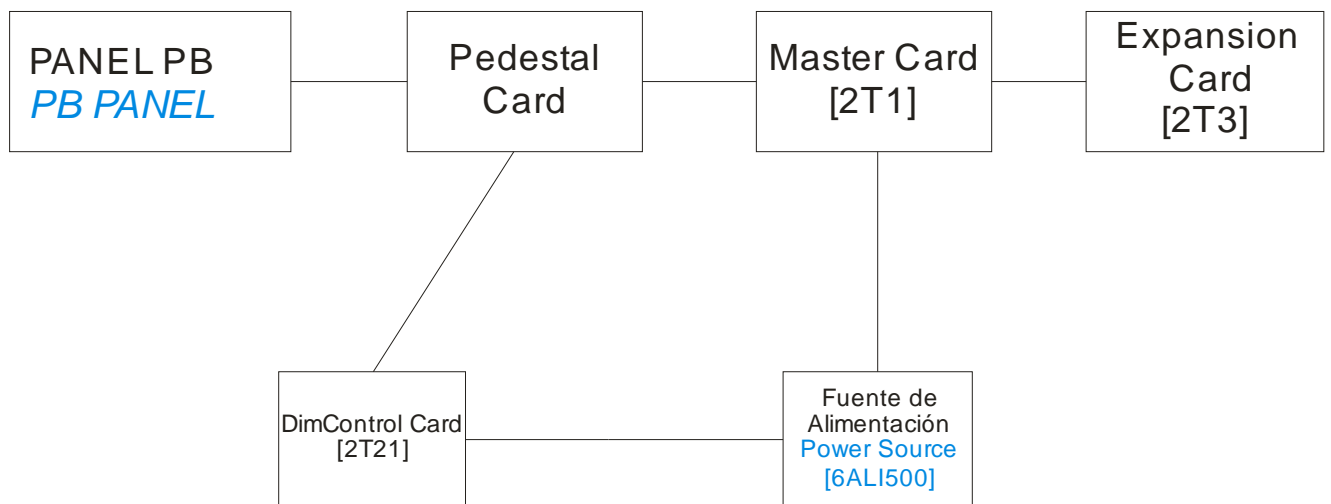 PANEL PB
PB PANEL
Pedestal
Card
Master Card
[2T1]
Expansion
Card
[2T3]
DimControl Card
[2T21]
Fuente de
Alimentación
Power Source
[6ALI500]